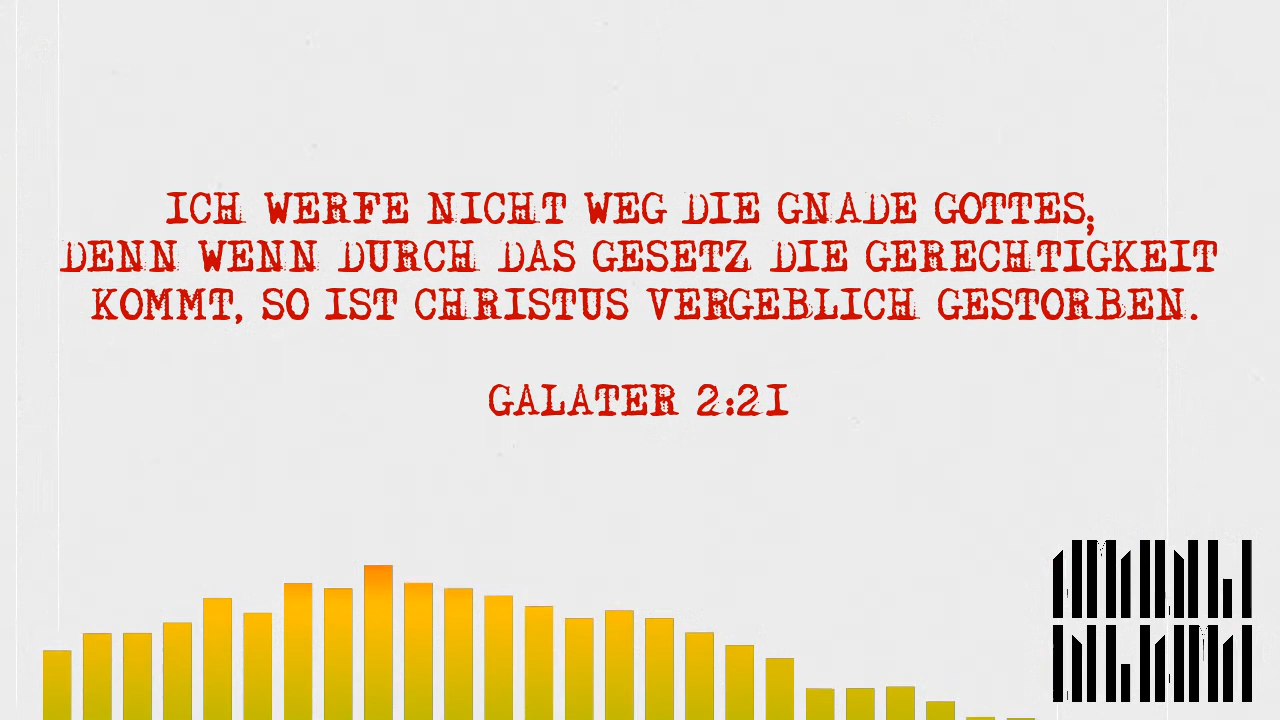 ICH WERFE NICHT WEG DIE GNADE GOTTES;
DENN WENN DURCH DAS GESETZ DIE GERECHTIGKEIT
KOMMT, SO IST CHRISTUS VERGEBLICH GESTORBEN.
GALATER 2:21